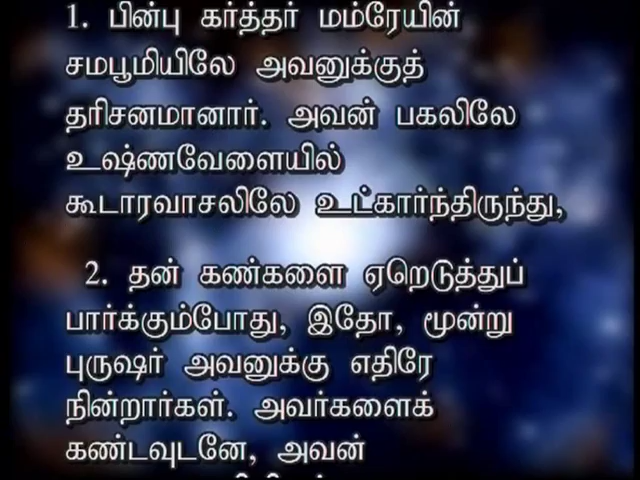 1. பின்பு கர்த்தர் மம்ரேயின்
சமபூமியிலே அவனுக்குத்
தரிசனமானார். அவன் பகலிலே
உஷ்ணவேளையில்
கூடாரவாசலிலே உட்கார்ந்திருந்து,
2. தன் கண்களை ஏறெடுத்துப்
பார்க்கும்போது, இதோ, மூன்று
புருஷர் அவனுக்கு எதிரே
நின்றார்கள். அவர்களைக்
கண்டவுடனே, அவன்